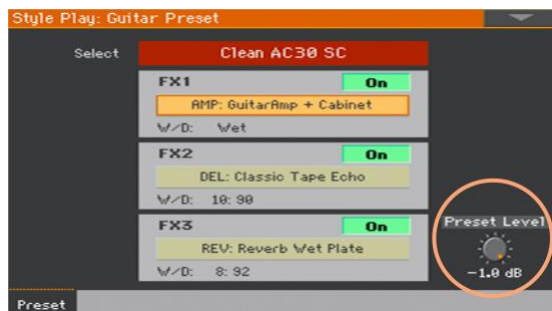 Style Play: Guitar Preset
Select
Clean AC30 SC
FX1
On
AMP: GuitarAmp + Cabinet
W/D: Wet
FX2
On
DEL: Classic Tape Echo
W/D: 10:90
FX3
On
REV: Reverb Wet Plate
W/D: 8:92
Preset Level
-1.0 dB
Preset